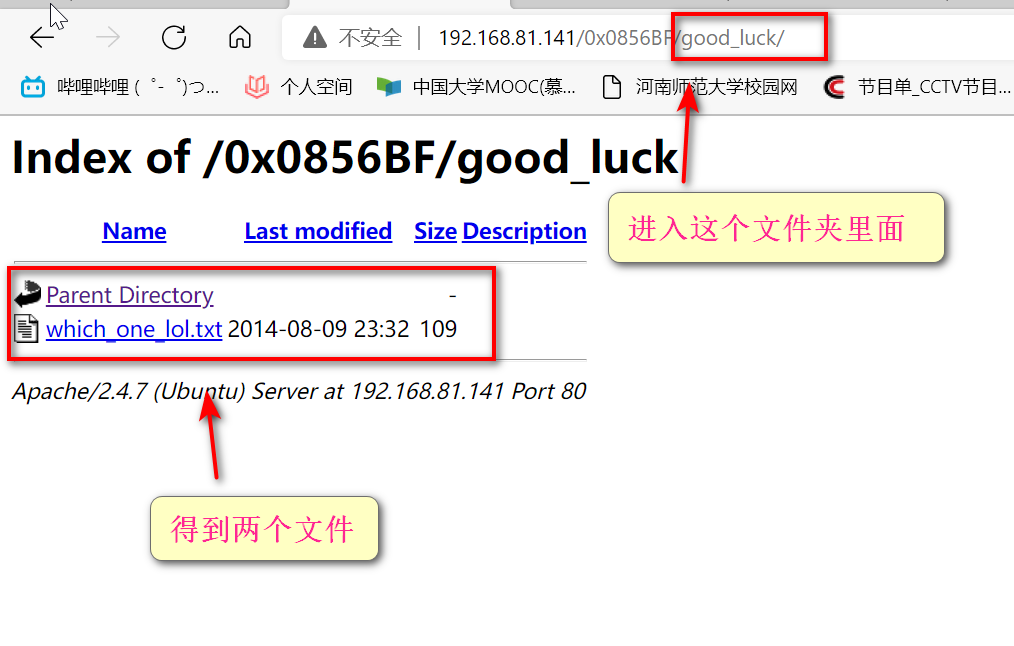 不安全 | 192.168.81.141/0x0856BF/good_luck/
哔哩哔哩 ( ゜- ゜)つ... 个人空间 中国大学MOOC(慕... 河南师范大学校园网 节目单_CCTV节目...
Index of /0x0856BF/good_luck
进入这个文件夹里面
Name Last modified Size Description
Parent Directory -
which_one_lol.txt 2014-08-09 23:32 109
Apache/2.4.7 (Ubuntu) Server at 192.168.81.141 Port 80
得到两个文件